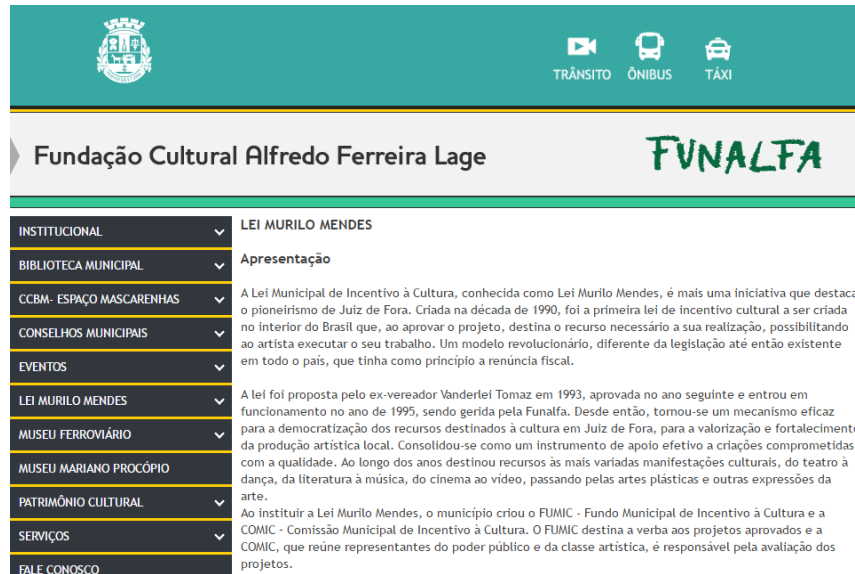 TRÂNSITO ÔNIBUS TÁXI
Fundação Cultural Alfredo Ferreira Lage
FUNALFA
INSTITUCIONAL
BIBLIOTECA MUNICIPAL
CCBM- ESPAÇO MASCARENHAS
CONSELHOS MUNICIPAIS
EVENTOS
LEI MURILO MENDES
MUSEU FERROVIÁRIO
MUSEU MARIANO PROCÓPIO
PATRIMÔNIO CULTURAL
SERVIÇOS
FALE CONOSCO
LEI MURILO MENDES
Apresentação
A Lei Municipal de Incentivo à Cultura, conhecida como Lei Murilo Mendes, é mais uma iniciativa que destaca
o pioneirismo de Juiz de Fora. Criada na década de 1990, foi a primeira lei de incentivo cultural a ser criada
no interior do Brasil que, ao aprovar o projeto, destina o recurso necessário a sua realização, possibilitando
ao artista executar o seu trabalho. Um modelo revolucionário, diferente da legislação até então existente
em todo o país, que tinha como princípio a renúncia fiscal.
A lei foi proposta pelo ex-vereador Vanderlei Tomaz em 1993, aprovada no ano seguinte e entrou em
funcionamento no ano de 1995, sendo gerida pela Funalfa. Desde então, tornou-se um mecanismo eficaz
para a democratização dos recursos destinados à cultura em Juiz de Fora, para a valorização e fortalecimento
da produção artística local. Consolidou-se como um instrumento de apoio efetivo a criações comprometidas
com a qualidade. Ao longo dos anos destinou recursos às mais variadas manifestações culturais, do teatro à
dança, da literatura à música, do cinema ao vídeo, passando pelas artes plásticas e outras expressões da
arte.
Ao instituir a Lei Murilo Mendes, o município criou o FUMIC - Fundo Municipal de Incentivo à Cultura e a
COMIC - Comissão Municipal de Incentivo à Cultura. O FUMIC destina a verba aos projetos aprovados e a
COMIC, que reúne representantes do poder público e da classe artística, é responsável pela avaliação dos
projetos.